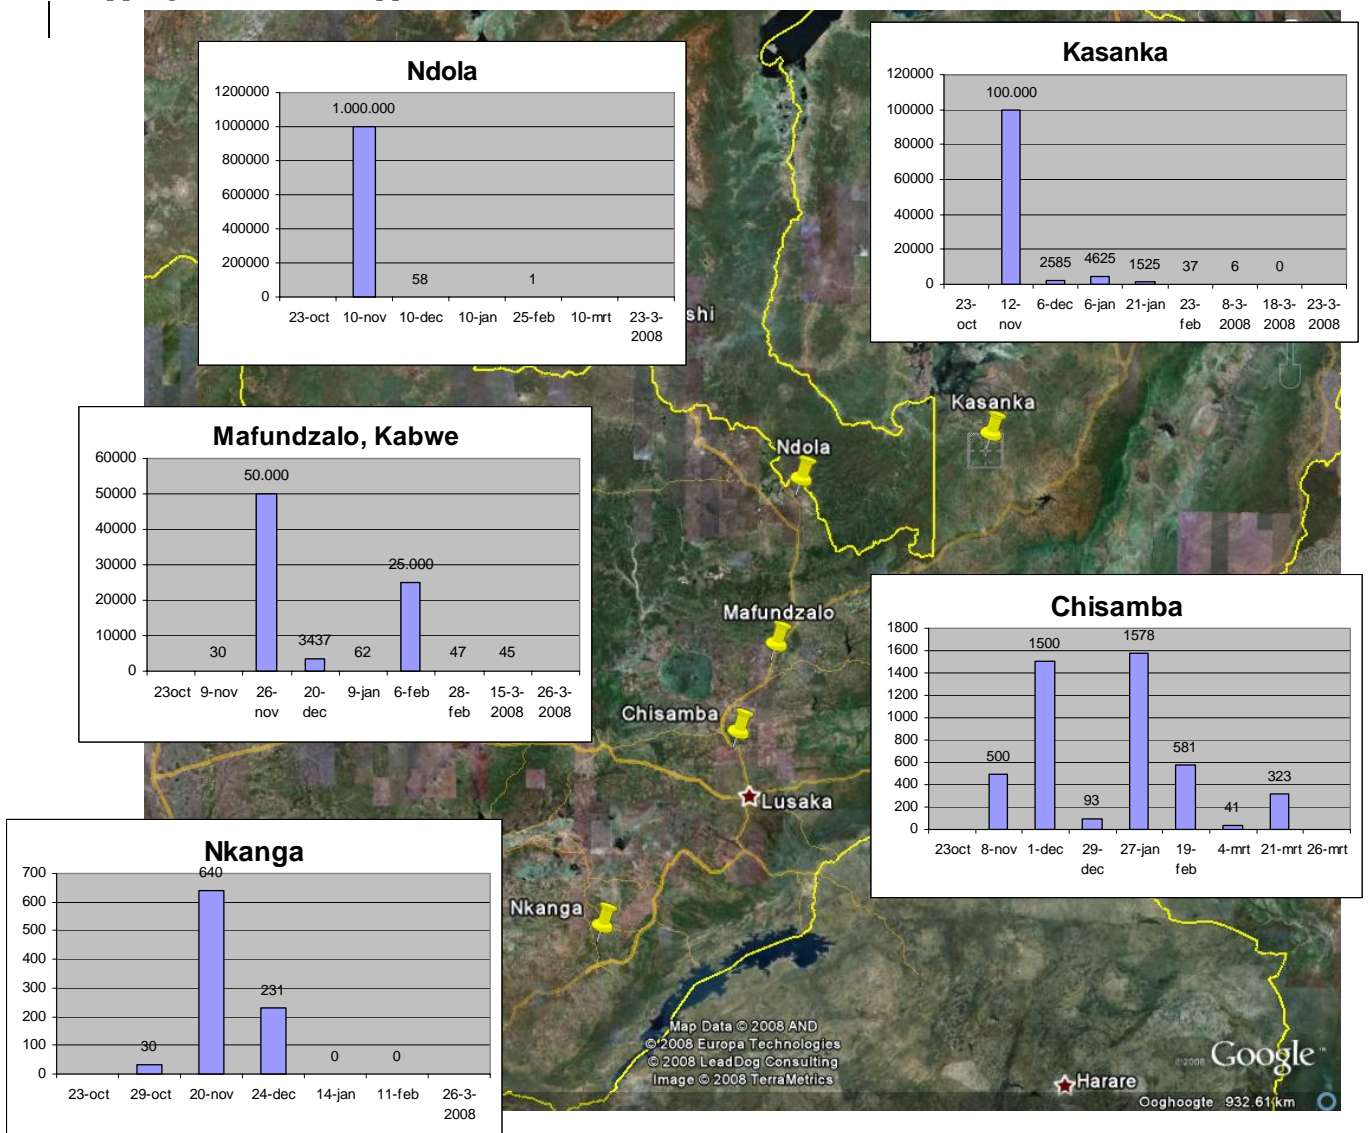 Ndola
1200000
1000000
800000
600000
400000
200000
0
1.000.000
58
1
23-oct 10-nov 10-dec 10-jan 25-feb 10-mrt 23-3-
2008
Kasanka
120000
100000
80000
60000
40000
20000
0
100.000
2585 4625 1525 37 6 0
23- 12- 6-dec 6-jan 21-jan 23- 8-3- 18-3- 23-3-
oct nov feb 2008 2008 2008
shi
Kasanka
Ndola
Mafundzalo, Kabwe
60000
50000
40000
30000
20000
10000
0
50.000
25.000
30 3437 62 47 45
23oct 9-nov 26- 20- 9-jan 6-feb 28- 15-3- 26-3-
nov dec feb 2008 2008
Mafundzalo
Chisamba
Lusaka
Chisamba
1800
1600
1400
1200
1000
800
600
400
200
0
500 1500 93 1578 581 41 323
23oct 8-nov 1-dec 29- 27-jan 19- 4-mrt 21-mrt 26-mrt
dec feb
Nkanga
700
600
500
400
300
200
100
0
30 640 231 0 0
23-oct 29-oct 20-nov 24-dec 14-jan 11-feb 26-3-
2008
Nkanga
Map Data © 2008 AND
© 2008 Europa Technologies
© 2008 LeadDog Consulting
Image © 2008 TerraMetrics
©2008 Google™
Harare
Ooghoogte 932.61 km